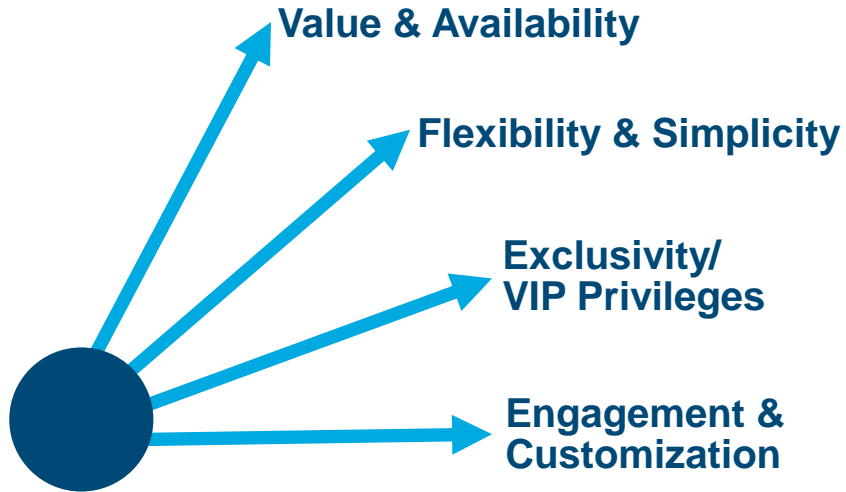 Value & Availability
Flexibility & Simplicity
Exclusivity/
VIP Privileges
Engagement &
Customization